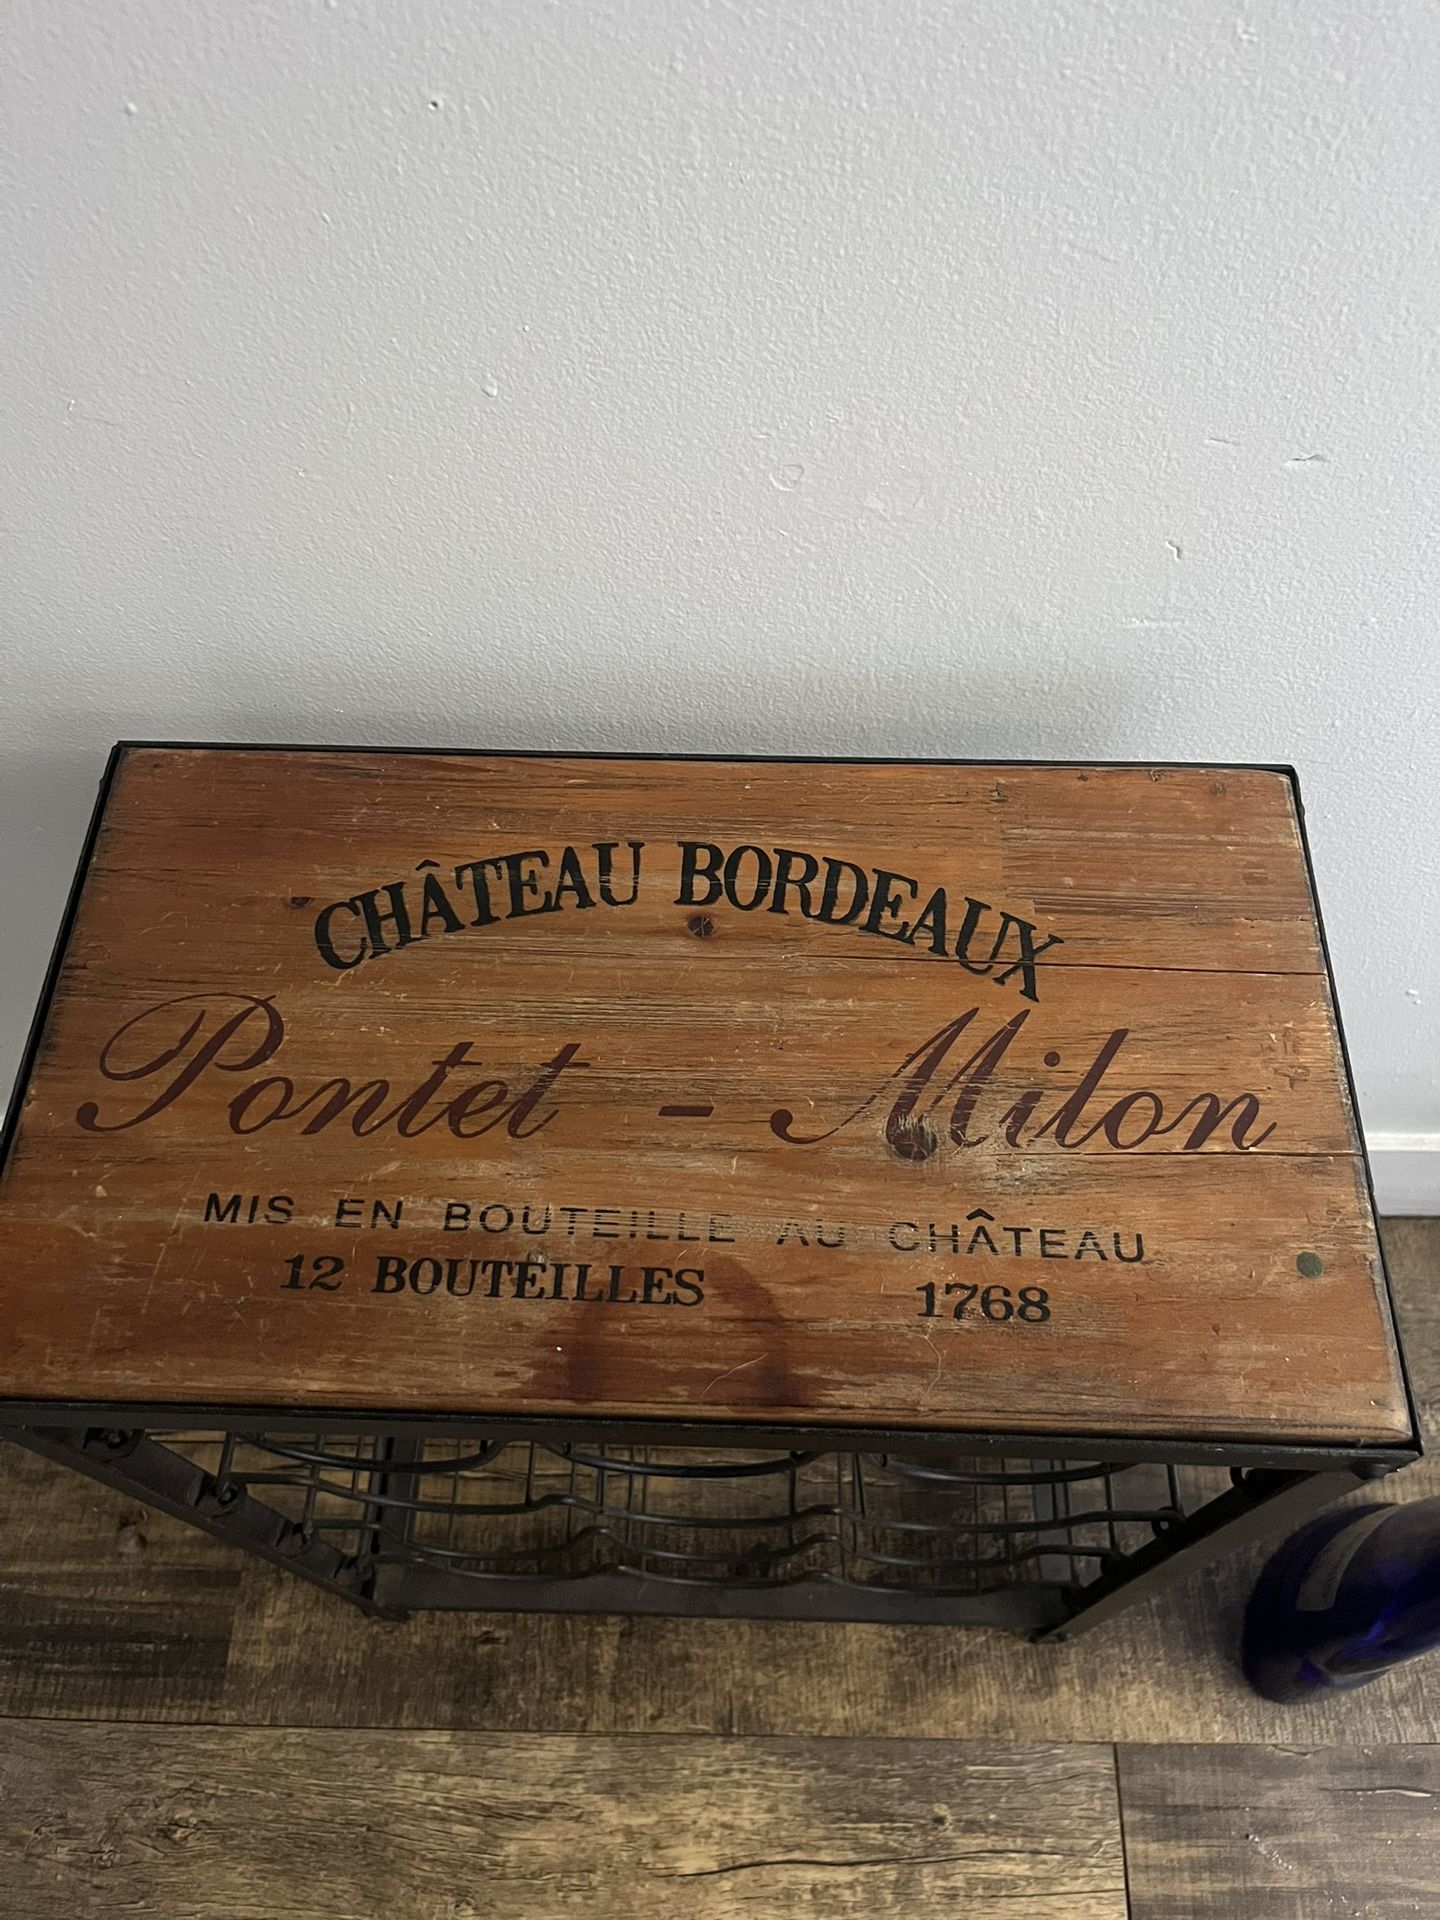 CHÂTEAU BORDEAUX
Pontet - Milon
MIS EN BOUTEILLE AU CHÂTEAU
12 BOUTEILLES 1768